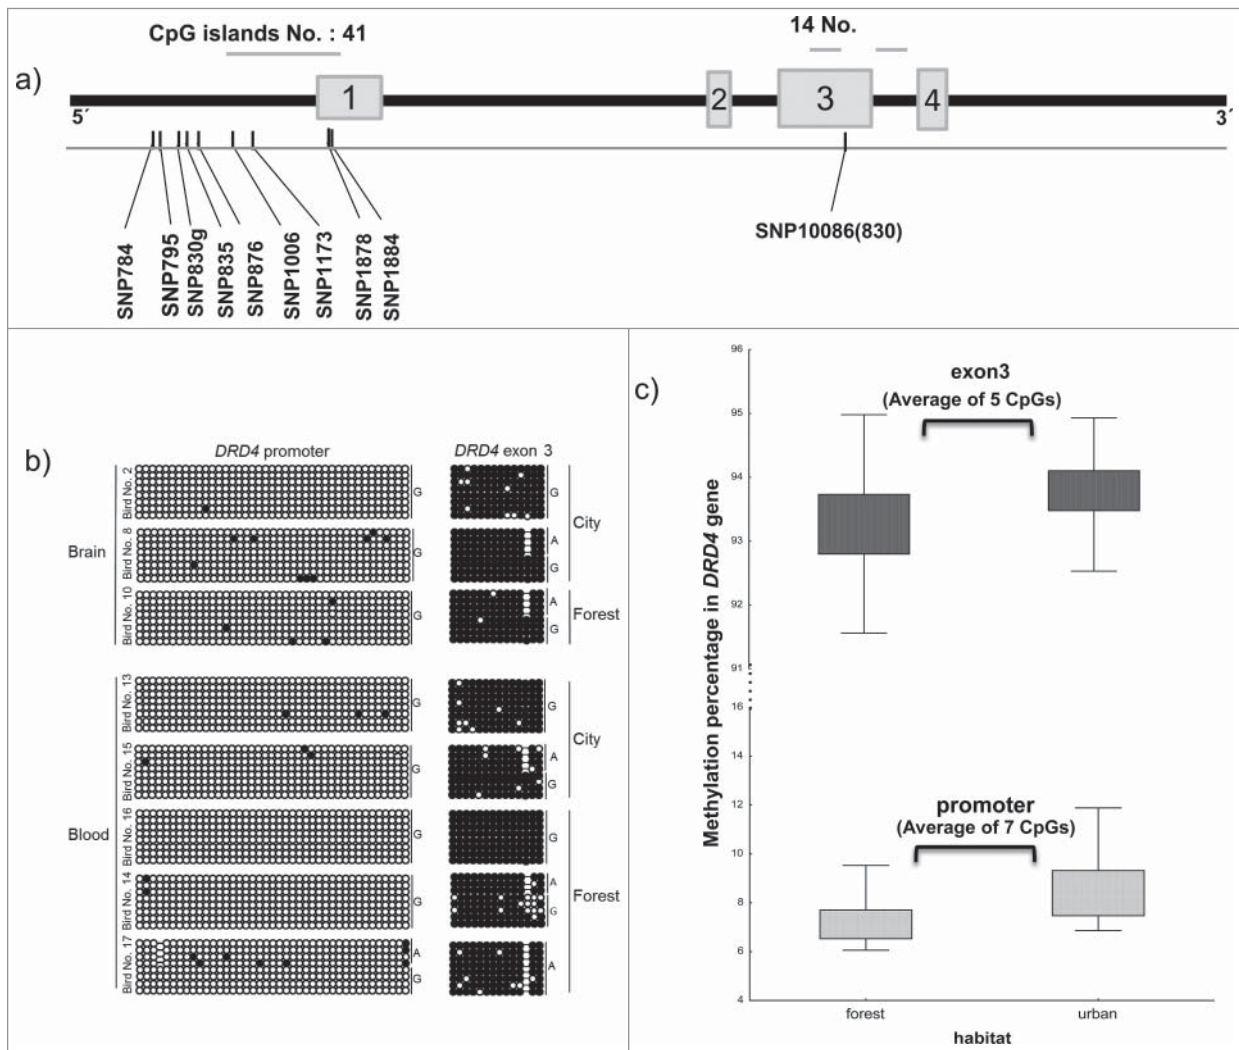 a)
CpG islands No. : 41
14 No.
1
2
3
4
5´
3´
SNP784
SNP795
SNP830g
SNP835
SNP876
SNP1006
SNP1173
SNP1878
SNP1884
SNP10086(830)
b)
DRD4 promoter
DRD4 exon 3
Brain
Bird No. 2
G
G
City
Bird No. 8
G
A
G
Bird No. 10
G
A
G
Forest
Blood
Bird No. 13
G
G
City
Bird No. 15
G
A
G
Bird No. 16
G
G
Forest
Bird No. 14
G
A
G
Bird No. 17
A
G
A
c)
Methylation percentage in DRD4 gene
96
95
94
93
92
91
16
14
12
10
8
6
4
exon3
(Average of 5 CpGs)
promoter
(Average of 7 CpGs)
forest
urban
habitat